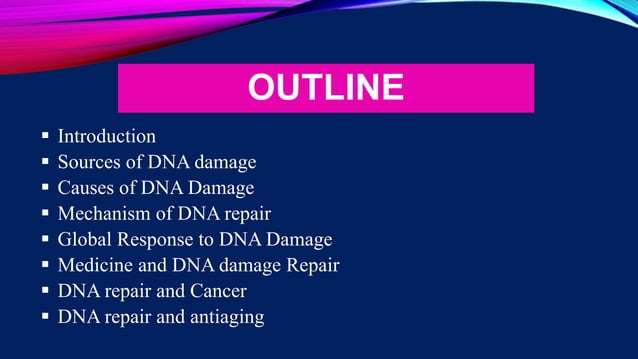 OUTLINE
▪ Introduction
▪ Sources of DNA damage
▪ Causes of DNA Damage
▪ Mechanism of DNA repair
▪ Global Response to DNA Damage
▪ Medicine and DNA damage Repair
▪ DNA repair and Cancer
▪ DNA repair and antiaging